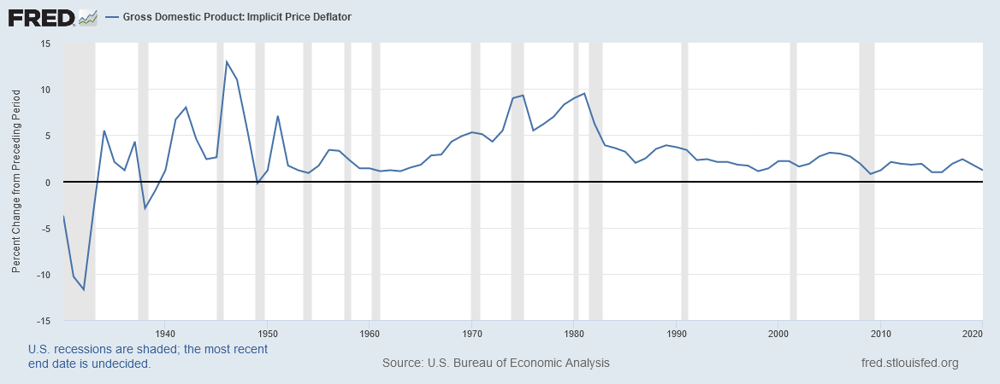 FRED
Gross Domestic Product: Implicit Price Deflator
Percent Change from Preceding Period
15
10
5
0
-5
-10
-15
1940 1950 1960 1970 1980 1990 2000 2010 2020
U.S. recessions are shaded; the most recent
end date is undecided.
Source: U.S. Bureau of Economic Analysis
fred.stlouisfed.org